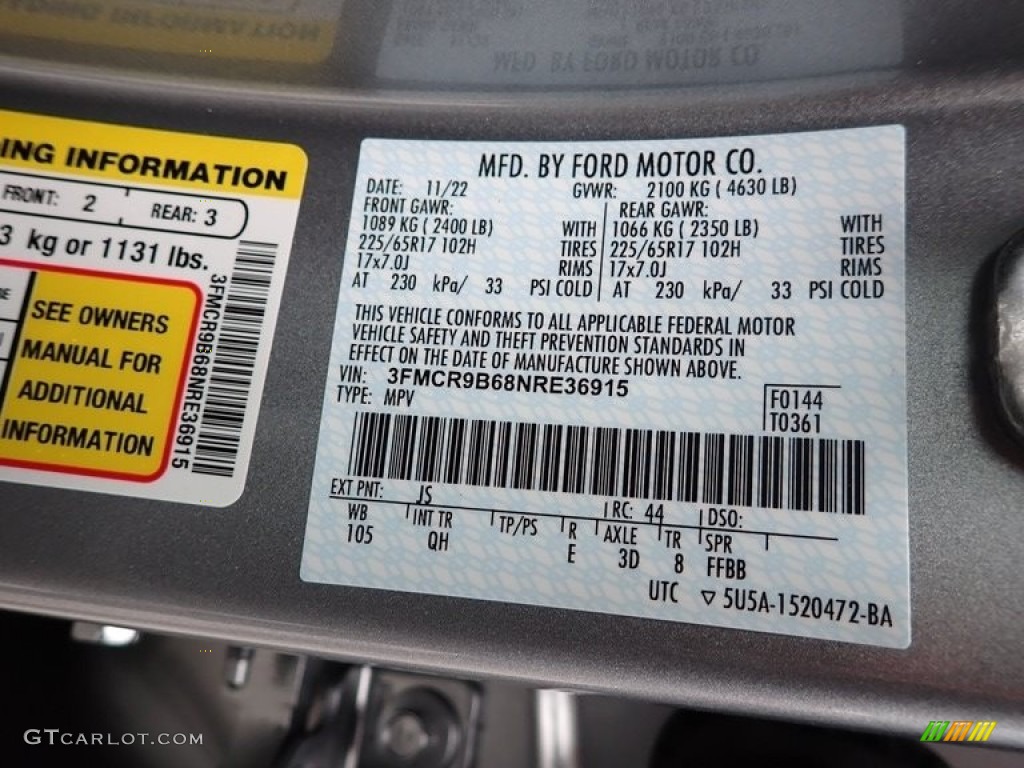 ING INFORMATION
FRONT: 2 REAR: 3
3 kg or 1131 lbs.
SEE OWNERS
MANUAL FOR
ADDITIONAL
INFORMATION
3FMCR9B68NRE36915
MFD. BY FORD MOTOR CO.
DATE: 11/22 GVWR: 2100 KG ( 4630 LB)
FRONT GAWR: REAR GAWR:
1089 KG ( 2400 LB) WITH 1066 KG ( 2350 LB) WITH
225/65R17 102H TIRES 225/65R17 102H TIRES
17x7.0J RIMS 17x7.0J RIMS
AT 230 kPa/ 33 PSI COLD AT 230 kPa/ 33 PSI COLD
THIS VEHICLE CONFORMS TO ALL APPLICABLE FEDERAL MOTOR
VEHICLE SAFETY AND THEFT PREVENTION STANDARDS IN
EFFECT ON THE DATE OF MANUFACTURE SHOWN ABOVE.
VIN: 3FMCR9B68NRE36915
TYPE: MPV
F0144
T0361
EXT PNT: JS RC: 44 DSO:
WB INT TR TP/PS R AXLE TR SPR
105 QH E 3D 8 FFBB
UTC ▽ 5U5A-1520472-BA
GTCARLOT.COM